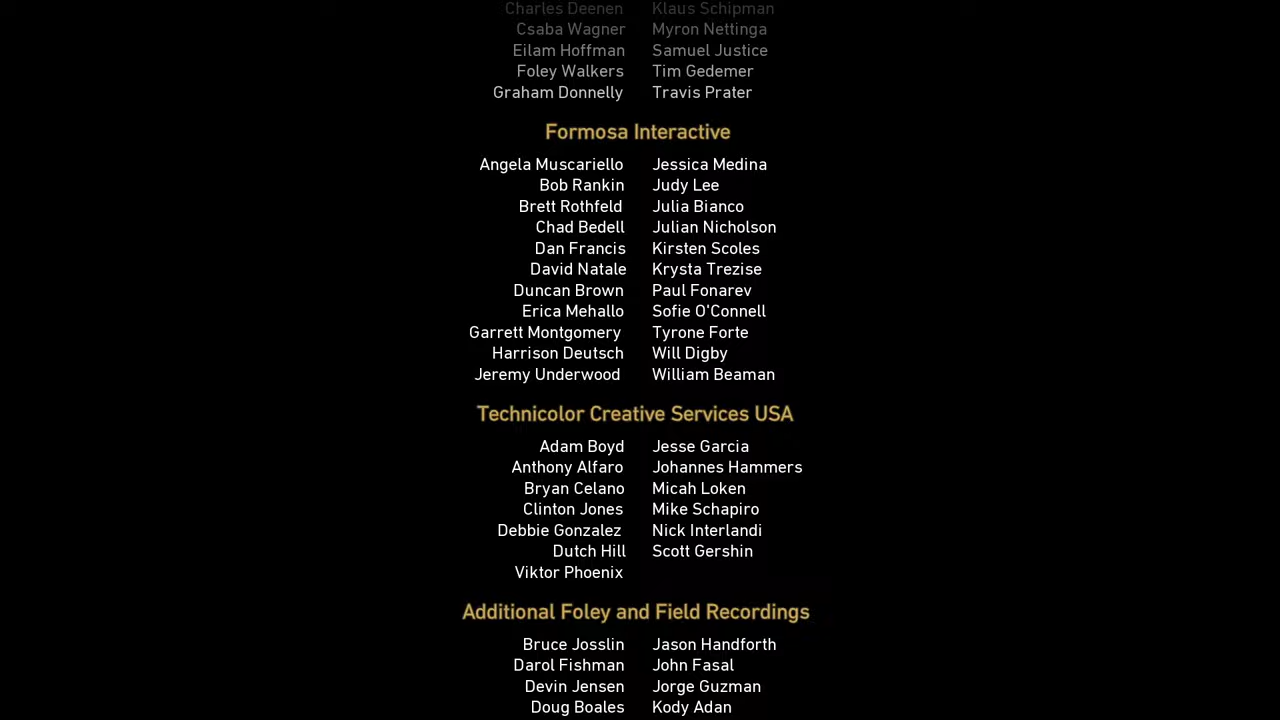 Charles Deenen Klaus Schipman
Csaba Wagner Myron Nettinga
Eilam Hoffman Samuel Justice
Foley Walkers Tim Gedemer
Graham Donnelly Travis Prater
Formosa Interactive
Angela Muscariello Jessica Medina
Bob Rankin Judy Lee
Brett Rothfeld Julia Bianco
Chad Bedell Julian Nicholson
Dan Francis Kirsten Scoles
David Natale Krysta Trezise
Duncan Brown Paul Fonarev
Erica Mehallo Sofie O'Connell
Garrett Montgomery Tyrone Forte
Harrison Deutsch Will Digby
Jeremy Underwood William Beaman
Technicolor Creative Services USA
Adam Boyd Jesse Garcia
Anthony Alfaro Johannes Hammers
Bryan Celano Micah Loken
Clinton Jones Mike Schapiro
Debbie Gonzalez Nick Interlandi
Dutch Hill Scott Gershin
Viktor Phoenix
Additional Foley and Field Recordings
Bruce Josslin Jason Handforth
Darol Fishman John Fasal
Devin Jensen Jorge Guzman
Doug Boales Kody Adan